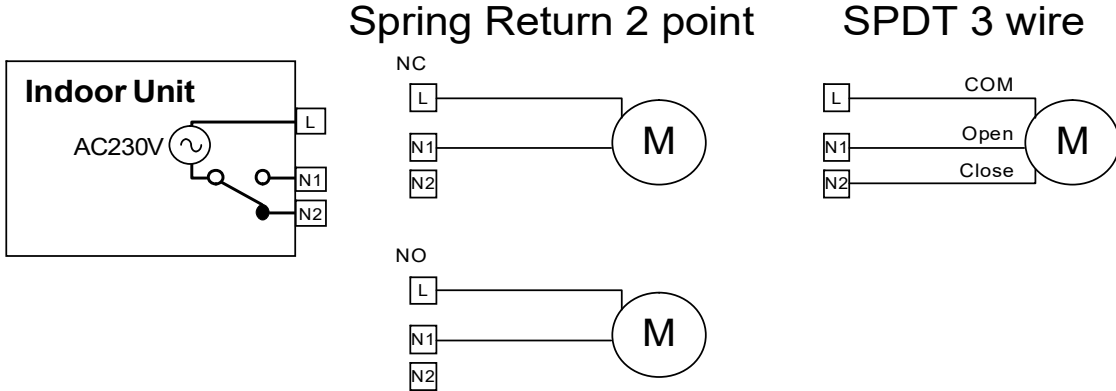 Spring Return 2 point
SPDT 3 wire
Indoor Unit
AC230V
L
N1
N2
NC
L
N1
N2
M
NO
L
N1
N2
M
L
N1
N2
COM
Open
Close
M